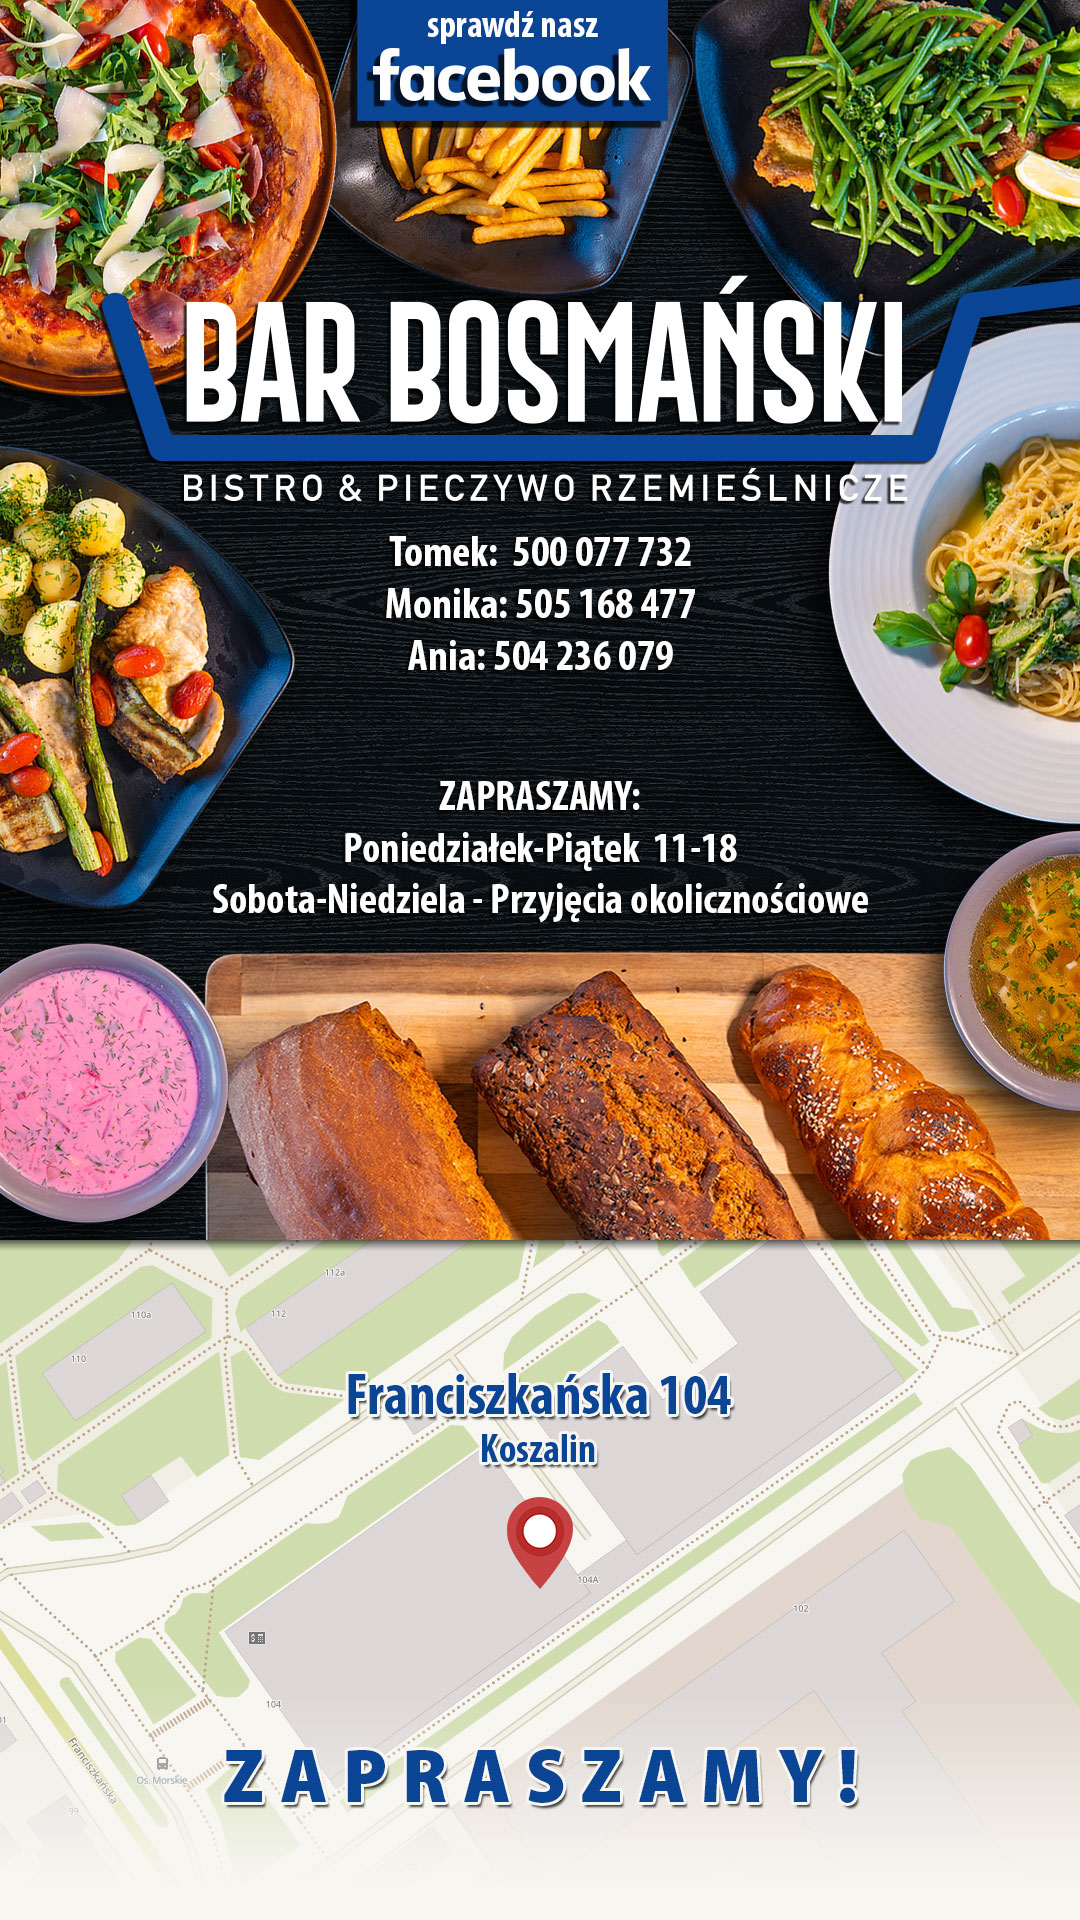 sprawdź nasz
facebook
BAR BOSMAŃSKI
BISTRO & PIECZYWO RZEMIEŚLNICZE
Tomek: 500 077 732
Monika: 505 168 477
Ania: 504 236 079
ZAPRASZAMY:
Poniedziałek-Piątek 11-18
Sobota-Niedziela - Przyjęcia okolicznościowe
112a
110a
112
110
Franciszkańska 104
Koszalin
104A
102
104
Franciszkańska
Os. Morskie
99
ZAPRASZAMY!